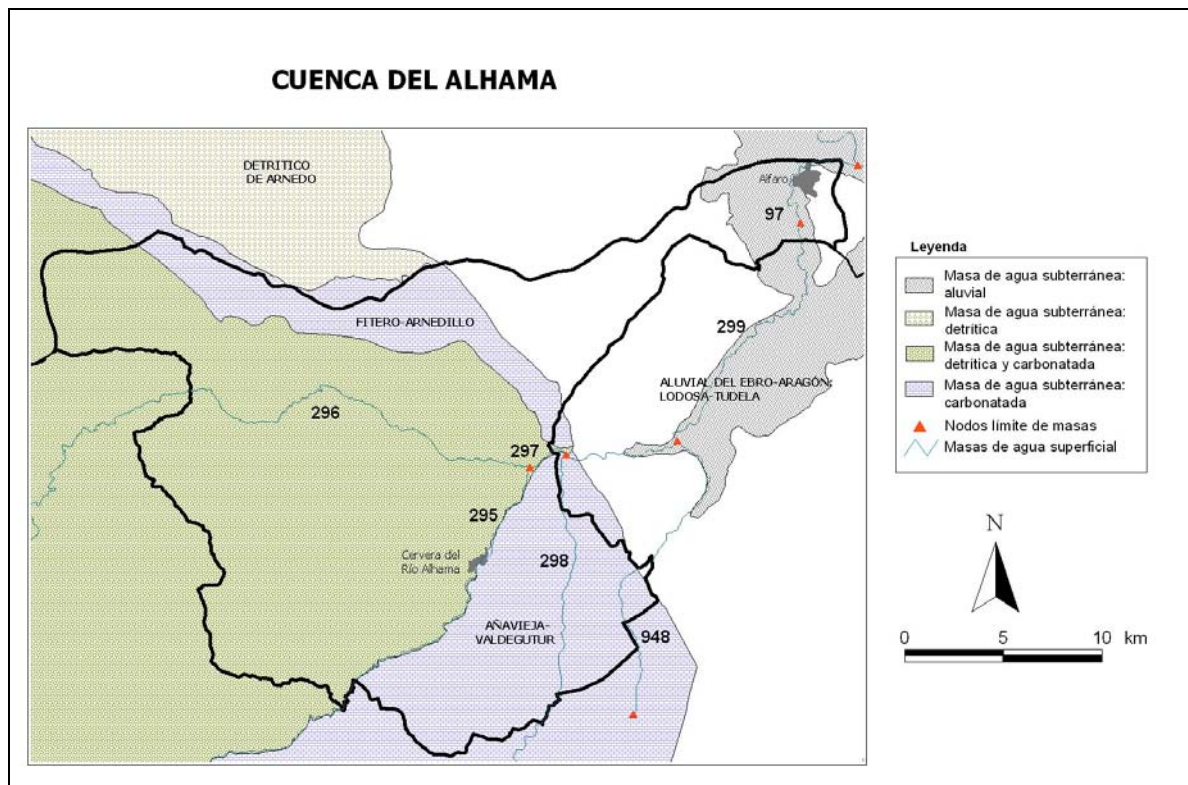 CUENCA DEL ALHAMA
DETRITICO
DE ARNEDO
Alfaro
97
FITERO-ARNEDILLO
299
ALUVIAL DEL EBRO-ARAGÓN:
LODOSA-TUDELA
296
297
295
Cervera del
Río Alhama
298
AÑAVIEJA-
VALDEGUTUR
948
Leyenda
Masa de agua subterránea:
aluvial
Masa de agua subterránea:
detrítica
Masa de agua subterránea:
detrítica y carbonatada
Masa de agua subterránea:
carbonatada
Nodos límite de masas
Masas de agua superficial
N
0 5 10 km